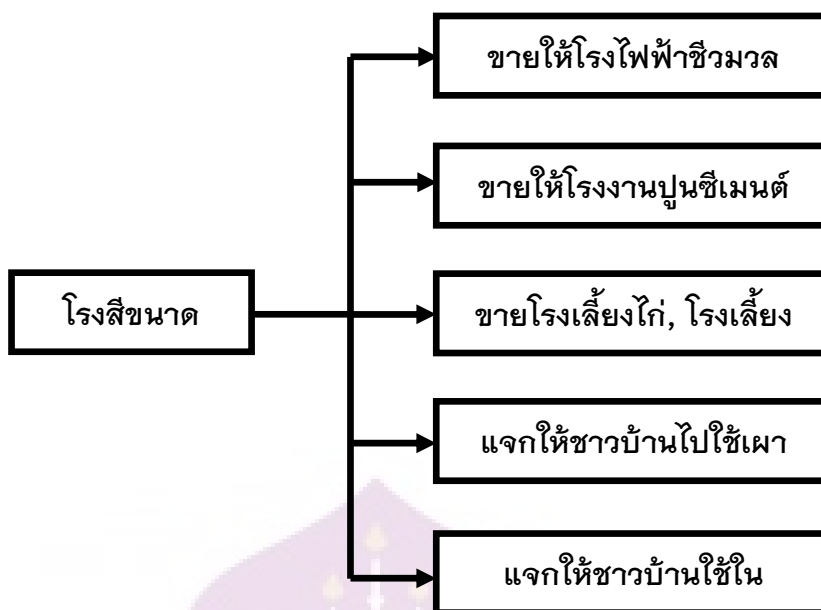 ขายให้โรงไฟฟ้าชีวมวล
ขายให้โรงงานปูนซีเมนต์
โรงสีขนาด
ขายโรงเลี้ยงไก่, โรงเลี้ยง
แจกให้ชาวบ้านไปใช้เผา
แจกให้ชาวบ้านใช้ใน